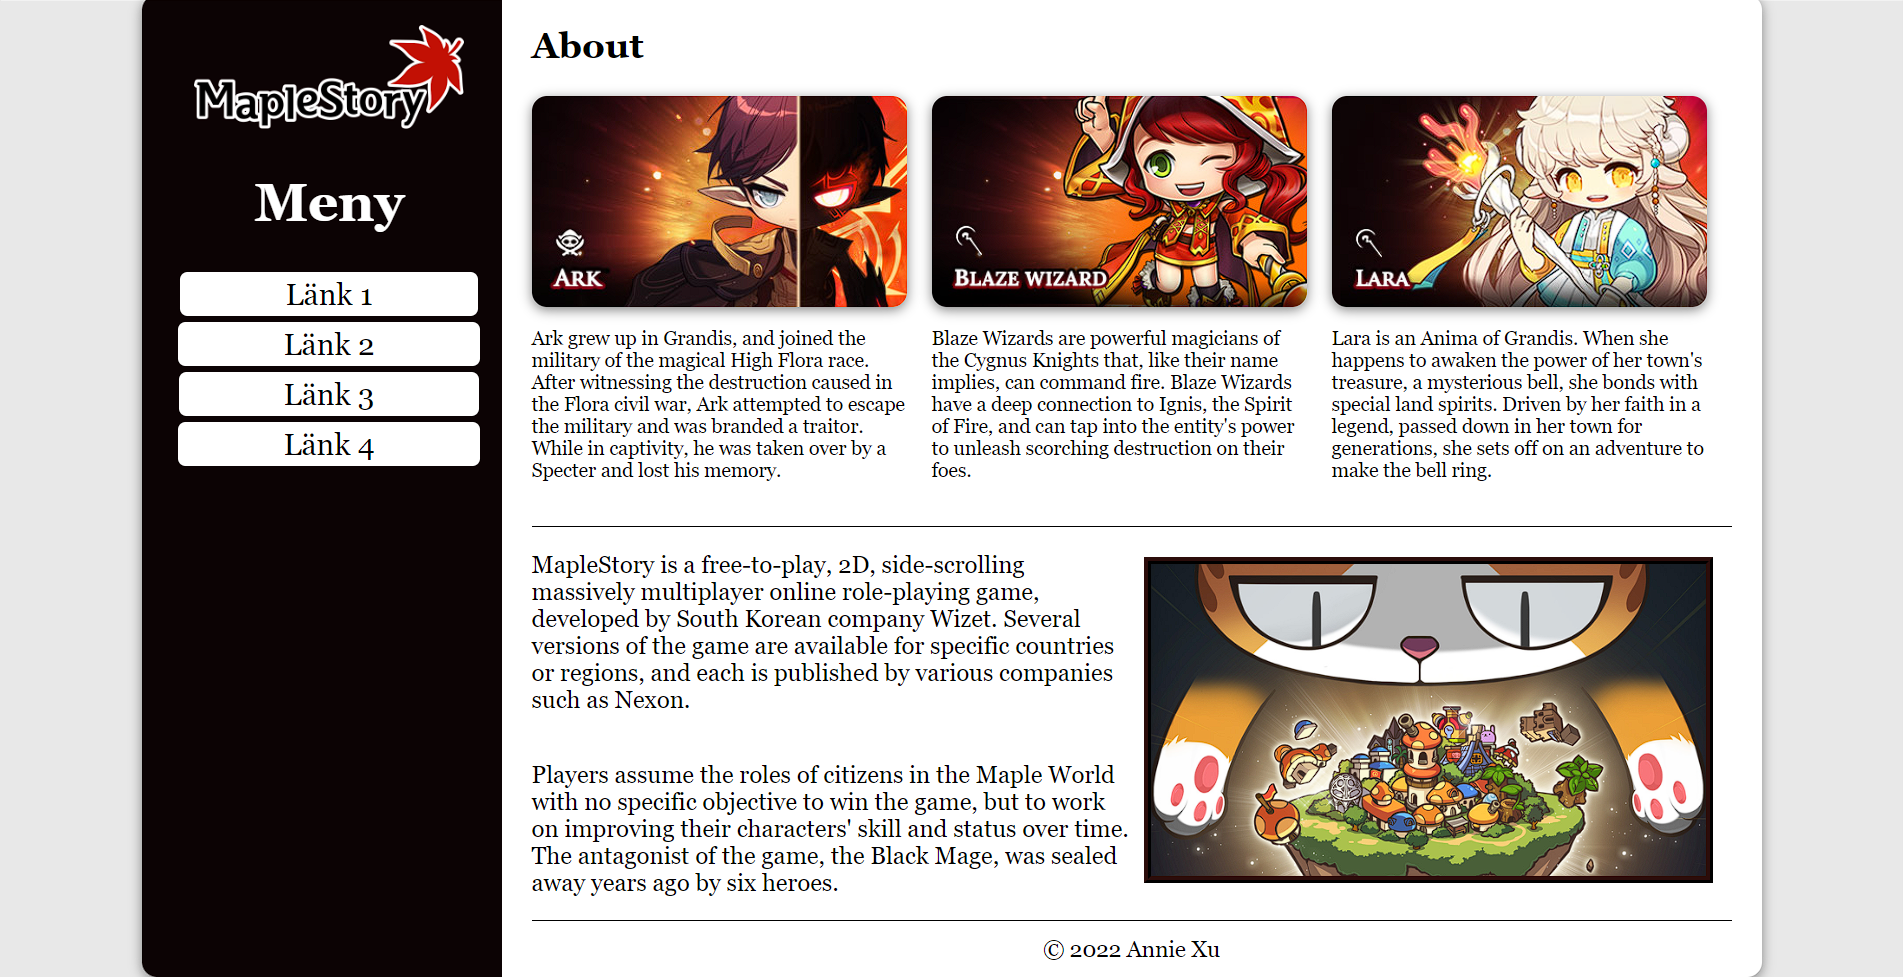 MapleStory
Meny
Länk 1
Länk 2
Länk 3
Länk 4
About
ARK
BLAZE WIZARD
LARA
Ark grew up in Grandis, and joined the
military of the magical High Flora race.
After witnessing the destruction caused in
the Flora civil war, Ark attempted to escape
the military and was branded a traitor.
While in captivity, he was taken over by a
Specter and lost his memory.
Blaze Wizards are powerful magicians of
the Cygnus Knights that, like their name
implies, can command fire. Blaze Wizards
have a deep connection to Ignis, the Spirit
of Fire, and can tap into the entity's power
to unleash scorching destruction on their
foes.
Lara is an Anima of Grandis. When she
happens to awaken the power of her town's
treasure, a mysterious bell, she bonds with
special land spirits. Driven by her faith in a
legend, passed down in her town for
generations, she sets off on an adventure to
make the bell ring.
MapleStory is a free-to-play, 2D, side-scrolling
massively multiplayer online role-playing game,
developed by South Korean company Wizet. Several
versions of the game are available for specific countries
or regions, and each is published by various companies
such as Nexon.
Players assume the roles of citizens in the Maple World
with no specific objective to win the game, but to work
on improving their characters' skill and status over time.
The antagonist of the game, the Black Mage, was sealed
away years ago by six heroes.
© 2022 Annie Xu